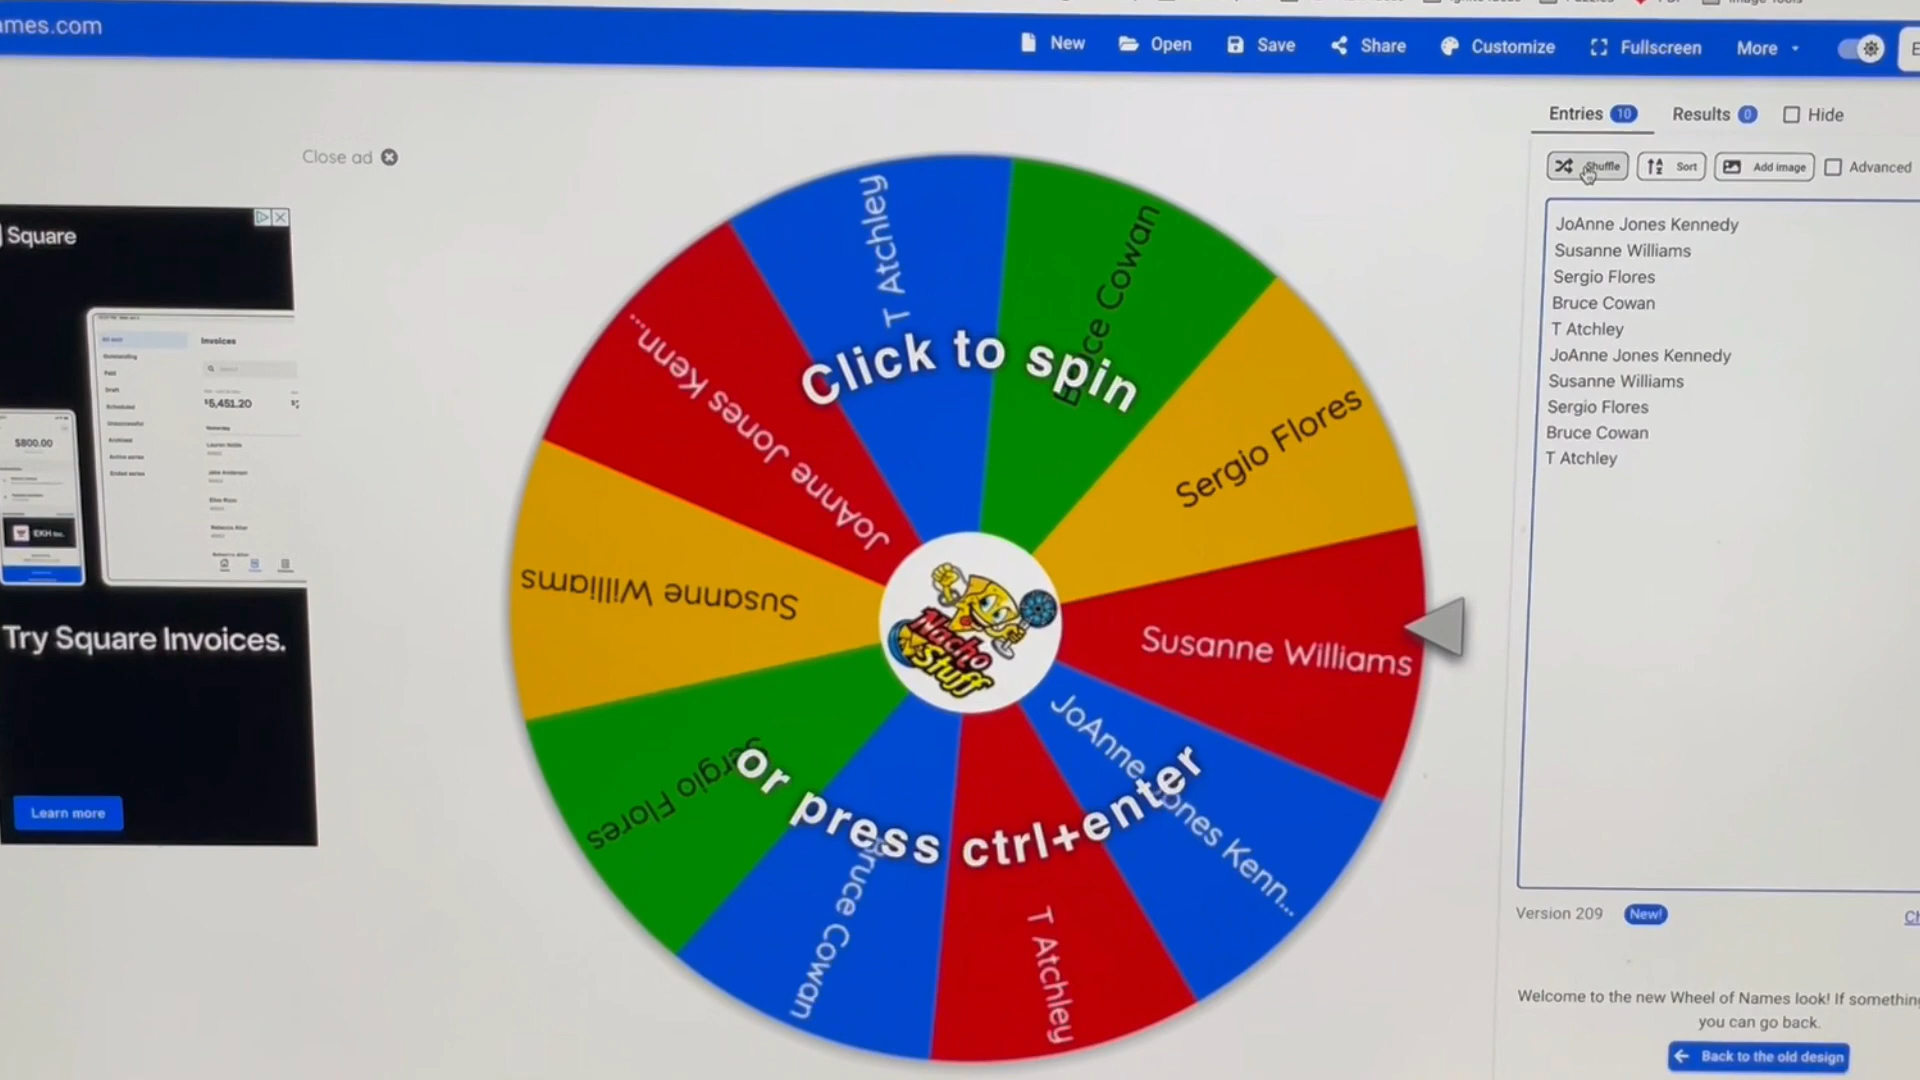 ames.com
New
Open
Save
Share
Customize
Fullscreen
More
Entries 10
Results 0
Hide
Shuffle
Sort
Add image
Advanced
JoAnne Jones Kennedy
Susanne Williams
Sergio Flores
Bruce Cowan
T Atchley
JoAnne Jones Kennedy
Susanne Williams
Sergio Flores
Bruce Cowan
T Atchley
Close ad
Square
Invoices
$5,451.20
$800.00
Try Square Invoices.
Learn more
T Atchley
Bruce Cowan
Sergio Flores
Susanne Williams
JoAnne Jones Kenn...
T Atchley
Bruce Cowan
Sergio Flores
Susanne Williams
JoAnne Jones Kenn...
Click to spin
or press ctrl+enter
Nacho
Stuff
Version 209
New!
Ch
Welcome to the new Wheel of Names look! If something
you can go back.
Back to the old design